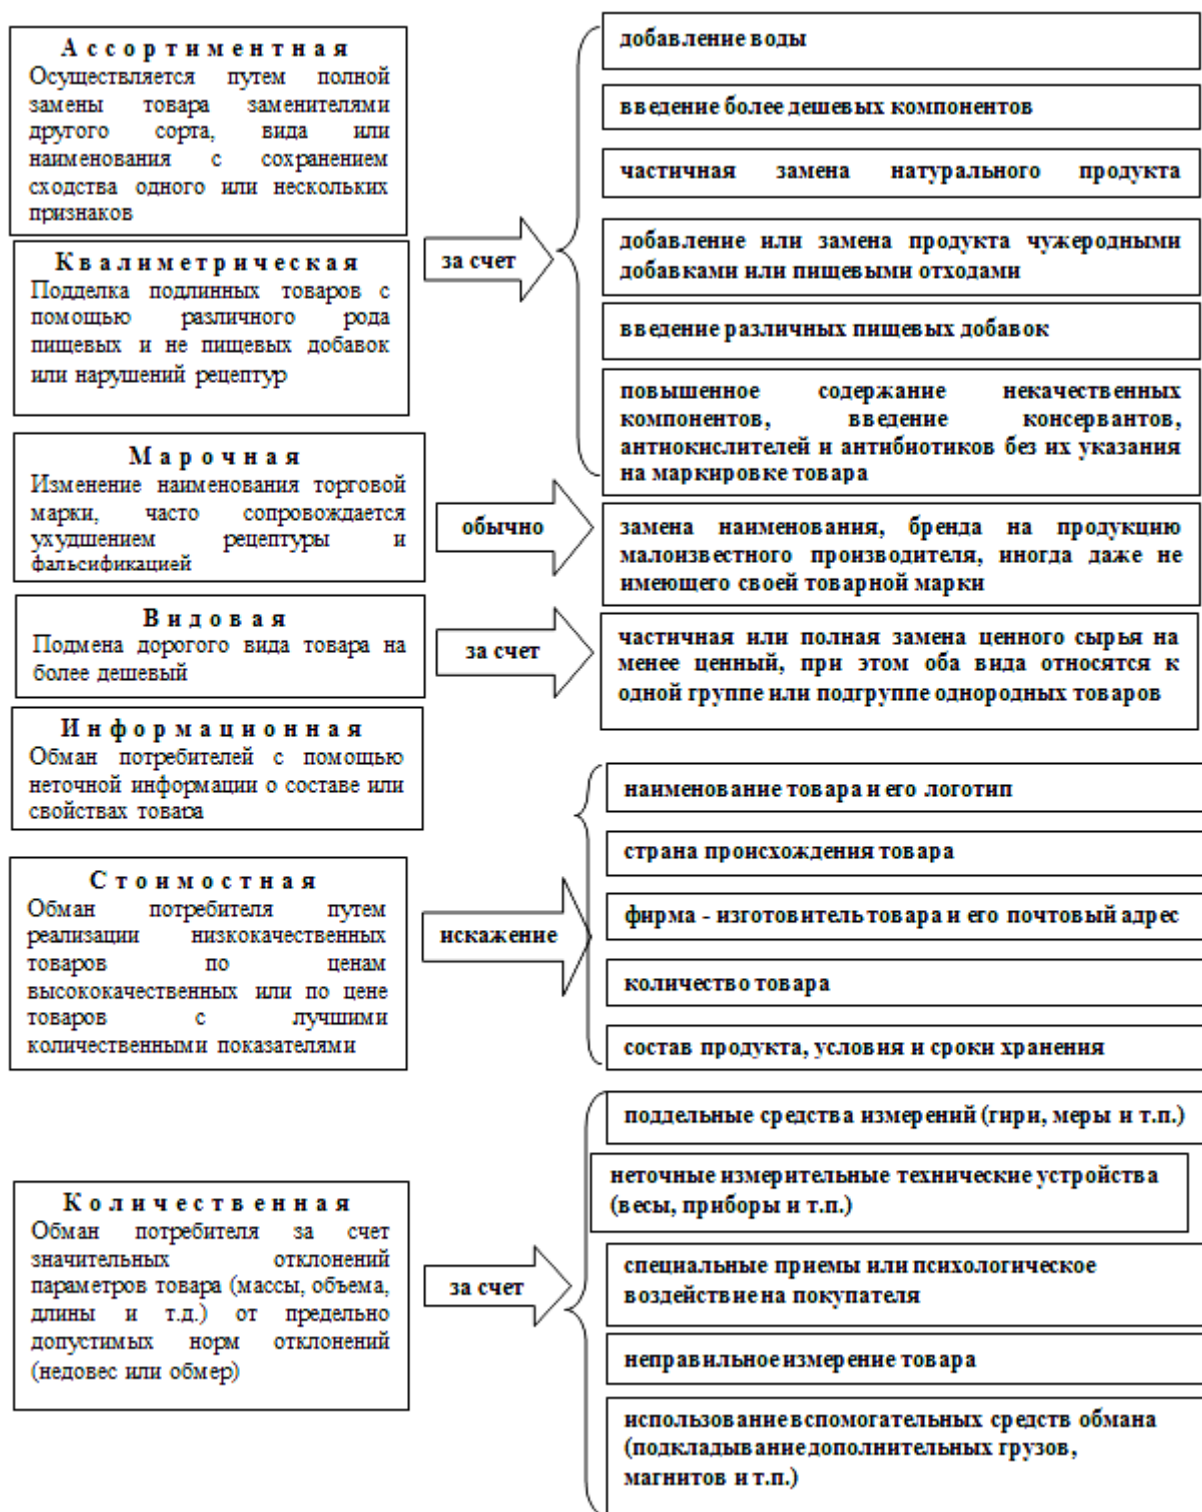 Ассортиментная
Осуществляется путем полной
замены товара заменителями
другого сорта, вида или
наименования с сохранением
сходства одного или нескольких
признаков
Квалиметрическая
Подделка подлинных товаров с
помощью различного рода
пищевых и не пищевых добавок
или нарушений рецептур
за счет
добавление воды
введение более дешевых компонентов
частичная замена натурального продукта
добавление или замена продукта чужеродными
добавками или пищевыми отходами
введение различных пищевых добавок
повышенное содержание некачественных
компонентов, введение консервантов,
антиокислителей и антибиотиков без их указания
на маркировке товара
Марочная
Изменение наименования торговой
марки, часто сопровождается
ухудшением рецептуры и
фальсификацией
обычно
замена наименования, бренда на продукцию
малоизвестного производителя, иногда даже не
имеющего своей товарной марки
Видовая
Подмена дорогого вида товара на
более дешевый
за счет
частичная или полная замена ценного сырья на
менее ценный, при этом оба вида относятся к
одной группе или подгруппе однородных товаров
Информационная
Обман потребителей с помощью
неточной информации о составе или
свойствах товара
Стоимостная
Обман потребителя путем
реализации низкокачественных
товаров по ценам
высококачественных или по цене
товаров с лучшими
количественными показателями
искажение
наименование товара и его логотип
страна происхождения товара
фирма - изготовитель товара и его почтовый адрес
количество товара
состав продукта, условия и сроки хранения
Количественная
Обман потребителя за счет
значительных отклонений
параметров товара (массы, объема,
длины и т.д.) от предельно
допустимых норм отклонений
(недовес или обмер)
за счет
поддельные средства измерений (гири, меры и т.п.)
неточные измерительные технические устройства
(весы, приборы и т.п.)
специальные приемы или психологическое
воздействие на покупателя
неправильное измерение товара
использование вспомогательных средств обмана
(подкладывание дополнительных грузов,
магнитов и т.п.)